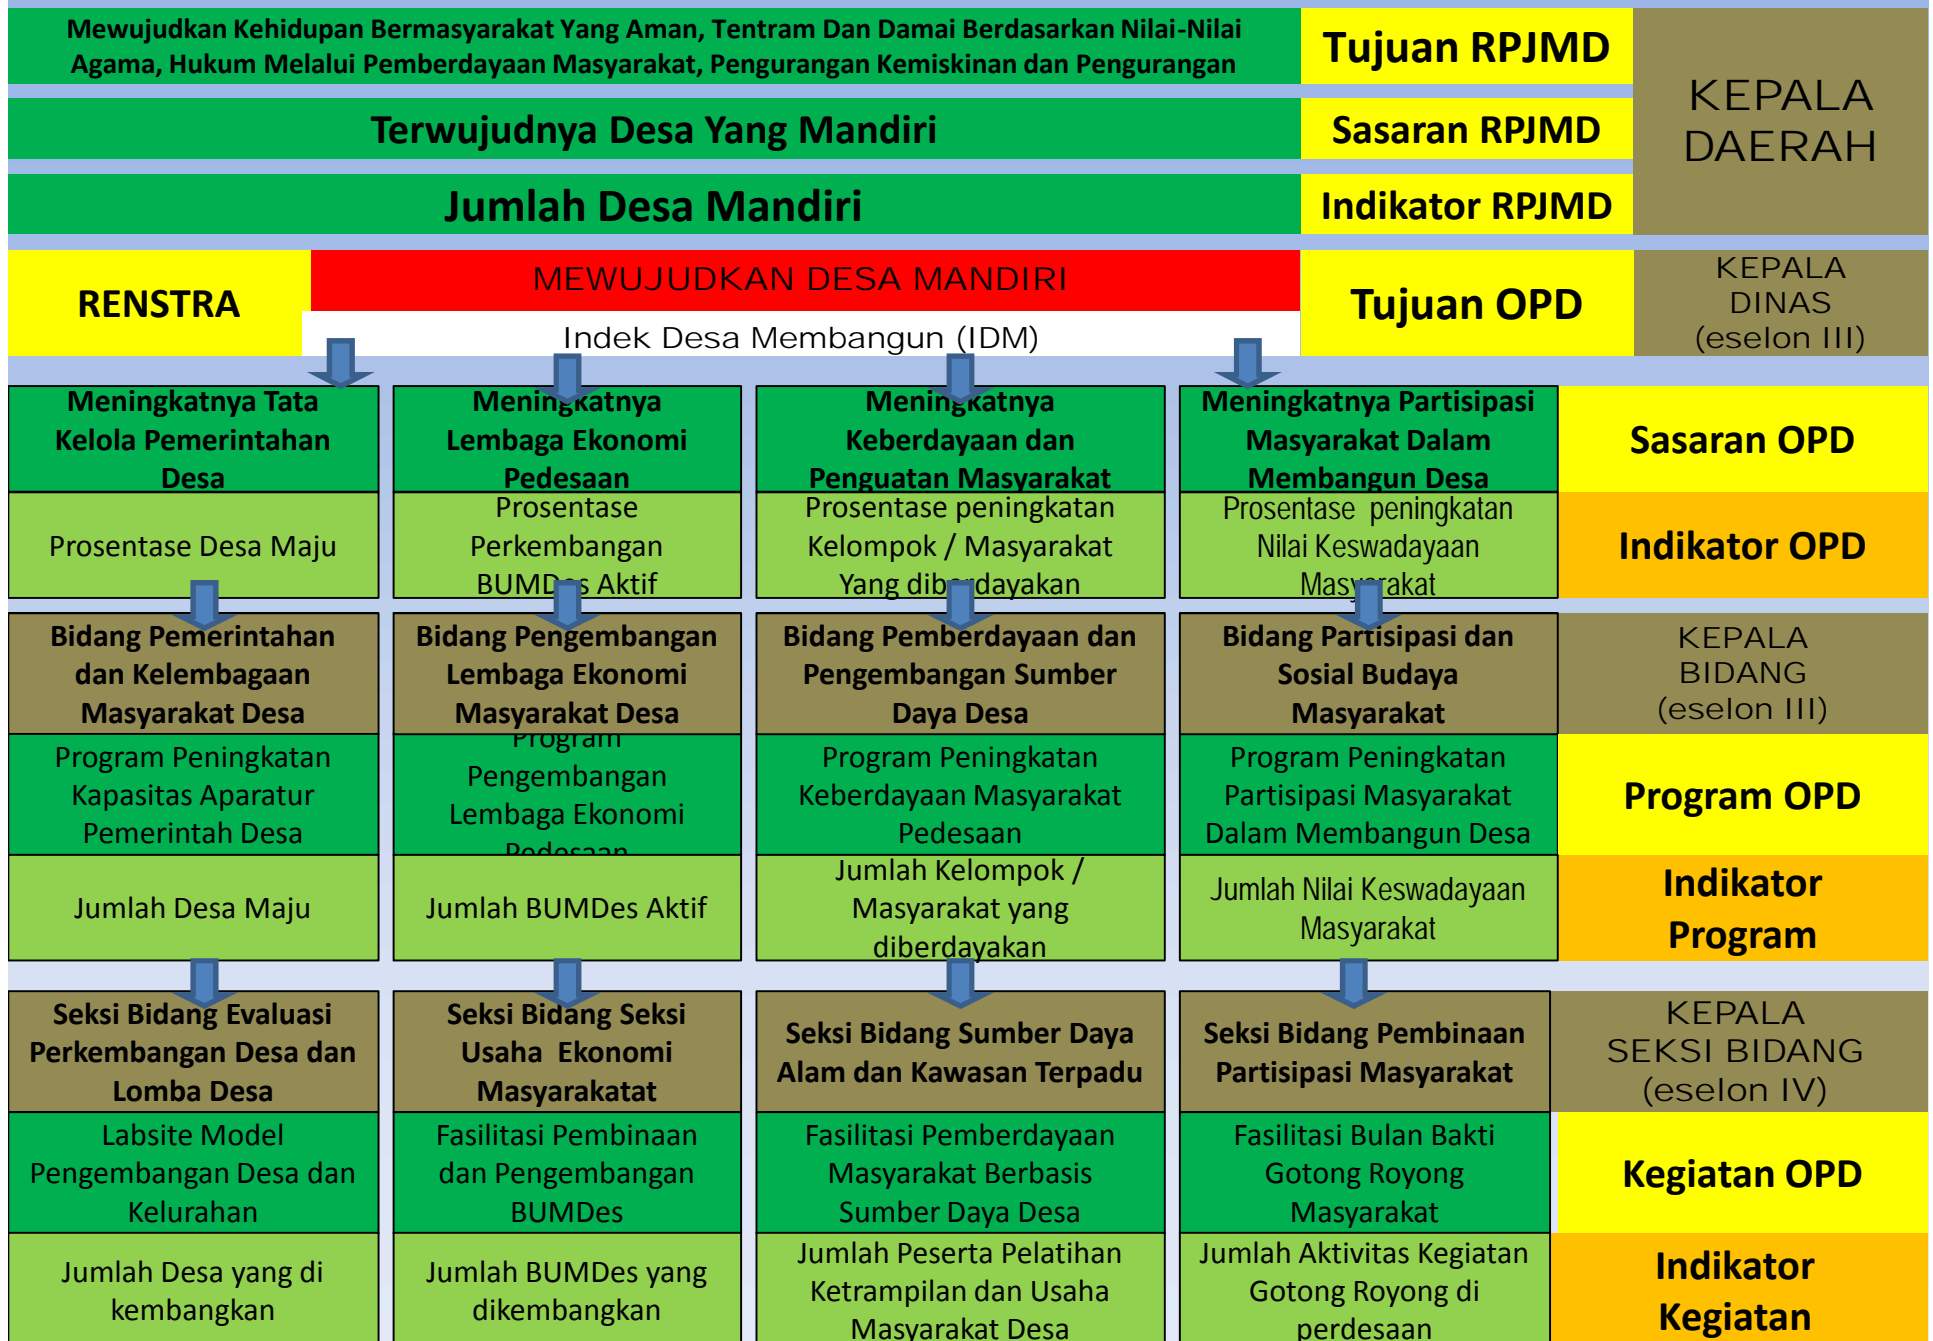 Mewujudkan Kehidupan Bermasyarakat Yang Aman, Tentram Dan Damai Berdasarkan Nilai-Nilai
Agama, Hukum Melalui Pemberdayaan Masyarakat, Pengurangan Kemiskinan dan Pengurangan
Tujuan RPJMD
KEPALA
DAERAH
Terwujudnya Desa Yang Mandiri
Sasaran RPJMD
Jumlah Desa Mandiri
Indikator RPJMD
RENSTRA
MEWUJUDKAN DESA MANDIRI
Indek Desa Membangun (IDM)
Tujuan OPD
KEPALA
DINAS
(eselon III)
Meningkatnya Tata
Kelola Pemerintahan
Desa
Meningkatnya
Lembaga Ekonomi
Pedesaan
Meningkatnya
Keberdayaan dan
Penguatan Masyarakat
Meningkatnya Partisipasi
Masyarakat Dalam
Membangun Desa
Sasaran OPD
Prosentase Desa Maju
Prosentase
Perkembangan
BUMDes Aktif
Prosentase peningkatan
Kelompok / Masyarakat
Yang diberdayakan
Prosentase peningkatan
Nilai Keswadayaan
Masyarakat
Indikator OPD
Bidang Pemerintahan
dan Kelembagaan
Masyarakat Desa
Bidang Pengembangan
Lembaga Ekonomi
Masyarakat Desa
Bidang Pemberdayaan dan
Pengembangan Sumber
Daya Desa
Bidang Partisipasi dan
Sosial Budaya
Masyarakat
KEPALA
BIDANG
(eselon III)
Program Peningkatan
Kapasitas Aparatur
Pemerintah Desa
Program
Pengembangan
Lembaga Ekonomi
Pedesaan
Program Peningkatan
Keberdayaan Masyarakat
Pedesaan
Program Peningkatan
Partisipasi Masyarakat
Dalam Membangun Desa
Program OPD
Jumlah Desa Maju
Jumlah BUMDes Aktif
Jumlah Kelompok /
Masyarakat yang
diberdayakan
Jumlah Nilai Keswadayaan
Masyarakat
Indikator
Program
Seksi Bidang Evaluasi
Perkembangan Desa dan
Lomba Desa
Seksi Bidang Seksi
Usaha Ekonomi
Masyarakatat
Seksi Bidang Sumber Daya
Alam dan Kawasan Terpadu
Seksi Bidang Pembinaan
Partisipasi Masyarakat
KEPALA
SEKSI BIDANG
(eselon IV)
Labsite Model
Pengembangan Desa dan
Kelurahan
Fasilitasi Pembinaan
dan Pengembangan
BUMDes
Fasilitasi Pemberdayaan
Masyarakat Berbasis
Sumber Daya Desa
Fasilitasi Bulan Bakti
Gotong Royong
Masyarakat
Kegiatan OPD
Jumlah Desa yang di
kembangkan
Jumlah BUMDes yang
dikembangkan
Jumlah Peserta Pelatihan
Ketrampilan dan Usaha
Masyarakat Desa
Jumlah Aktivitas Kegiatan
Gotong Royong di
perdesaan
Indikator
Kegiatan